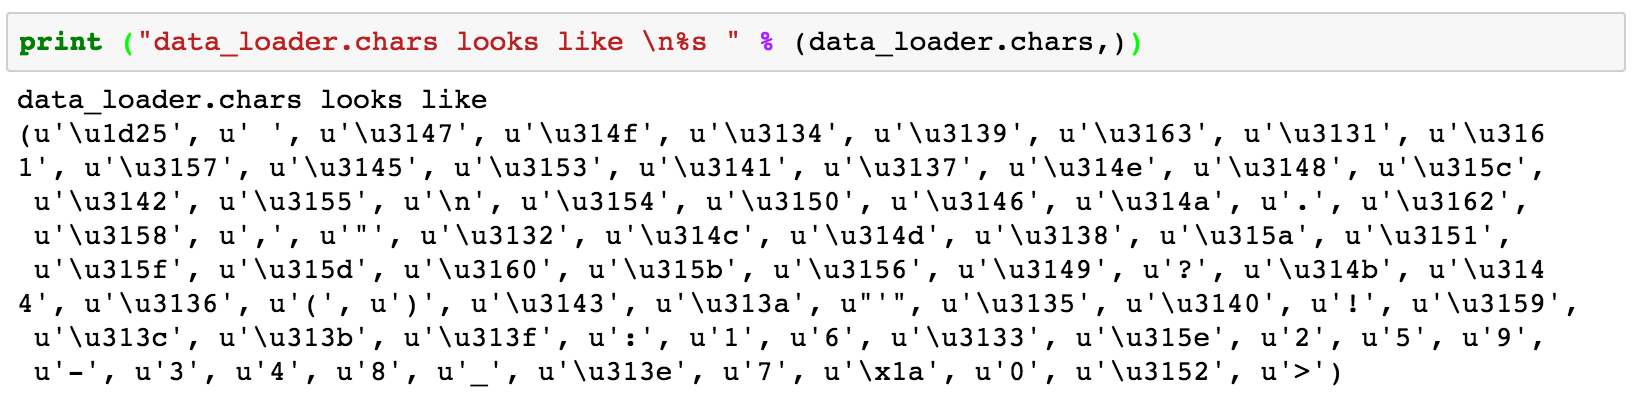 print ("data_loader.chars looks like \n%s " % (data_loader.chars,))
data_loader.chars looks like
(u'\u1d25', u' ', u'\u3147', u'\u314f', u'\u3134', u'\u3139', u'\u3163', u'\u3131', u'\u316
1', u'\u3157', u'\u3145', u'\u3153', u'\u3141', u'\u3137', u'\u314e', u'\u3148', u'\u315c',
u'\u3142', u'\u3155', u'\n', u'\u3154', u'\u3150', u'\u3146', u'\u314a', u'.', u'\u3162',
u'\u3158', u',', u'"', u'\u3132', u'\u314c', u'\u314d', u'\u3138', u'\u315a', u'\u3151',
u'\u315f', u'\u315d', u'\u3160', u'\u315b', u'\u3156', u'\u3149', u'?', u'\u314b', u'\u314
4', u'\u3136', u'(', u')', u'\u3143', u'\u313a', u"'", u'\u3135', u'\u3140', u'!', u'\u3159',
u'\u313c', u'\u313b', u'\u313f', u':', u'1', u'6', u'\u3133', u'\u315e', u'2', u'5', u'9',
u'-', u'3', u'4', u'8', u'_', u'\u313e', u'7', u'\x1a', u'0', u'\u3152', u'>')